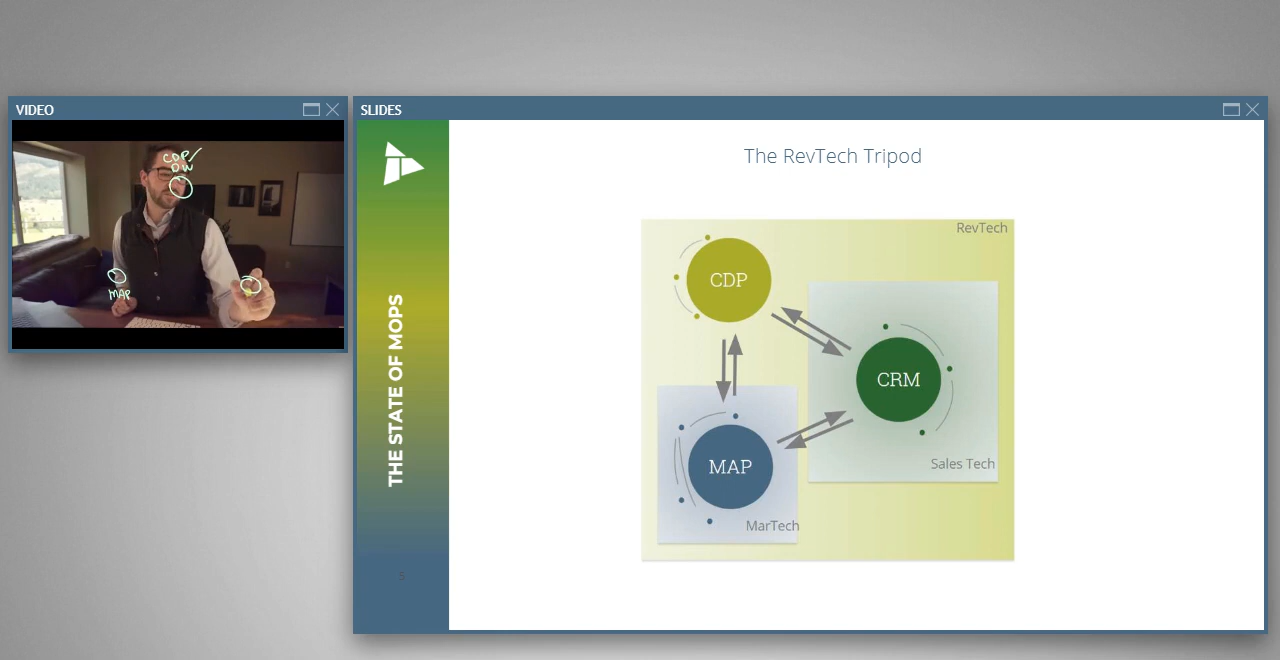 VIDEO
CDP/
DW
MAP
SLIDES
THE STATE OF MOPS
5
The RevTech Tripod
RevTech
CDP
CRM
Sales Tech
MAP
MarTech